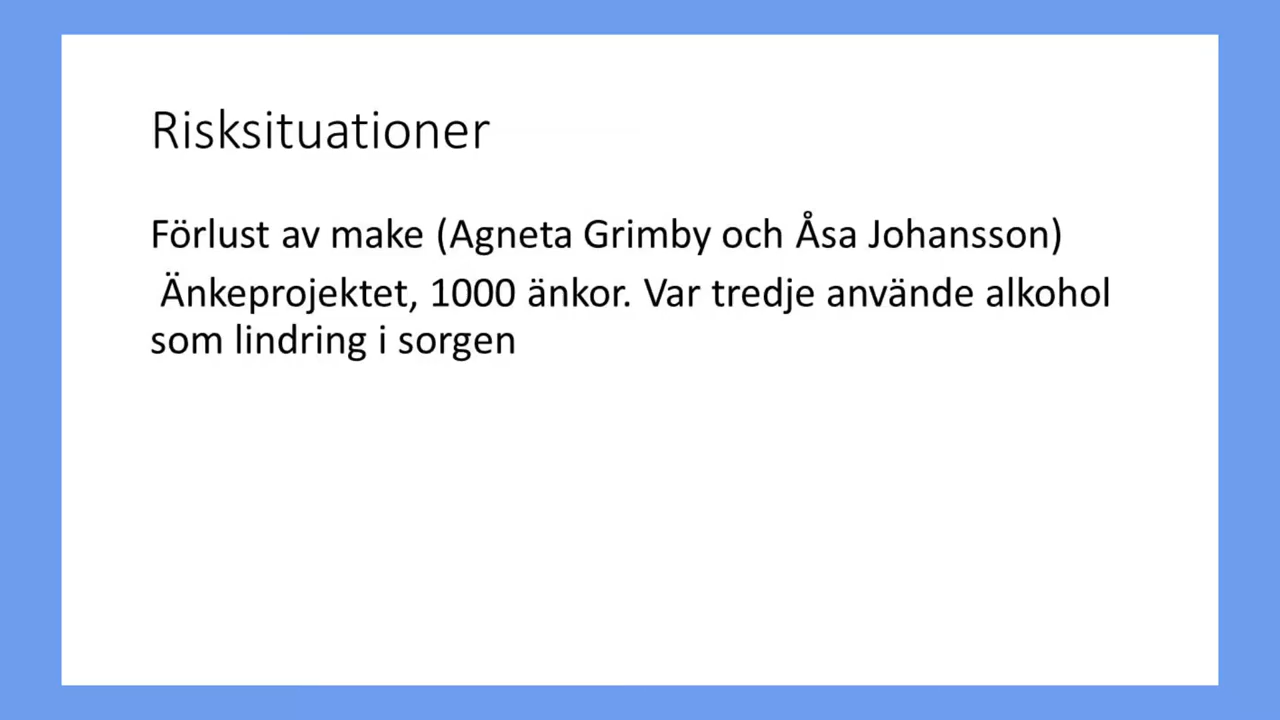 Risksituationer
Förlust av make (Agneta Grimby och Åsa Johansson)
Änkeprojektet, 1000 änkor. Var tredje använde alkohol
som lindring i sorgen